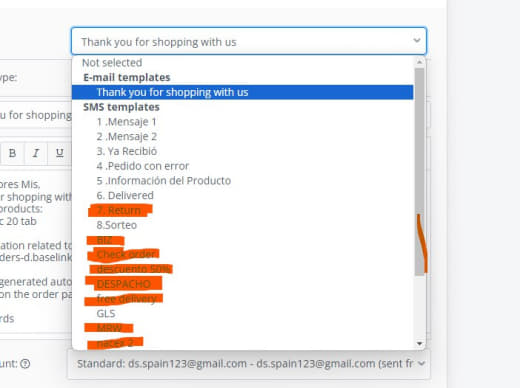 Thank you for shopping with us
Not selected
E-mail templates
ype:
Thank you for shopping with us
SMS templates
u for shopping
1 .Mensaje 1
2 .Mensaje 2
B I U
3. Ya Recibió
4 .Pedido con error
5 .Información del Producto
ores Mis,
6. Delivered
r shopping with
products:
7. Return
c 20 tab
8.Sorteo
BIZ
ation related to
Check orden
ders-d.baselink
descuento 50%
generated auto
DESPACHO
on the order pa
free delivery
GLS
rds
MRW
nacex 2
unt:
Standard: ds.spain123@gmail.com - ds.spain123@gmail.com (sent fr